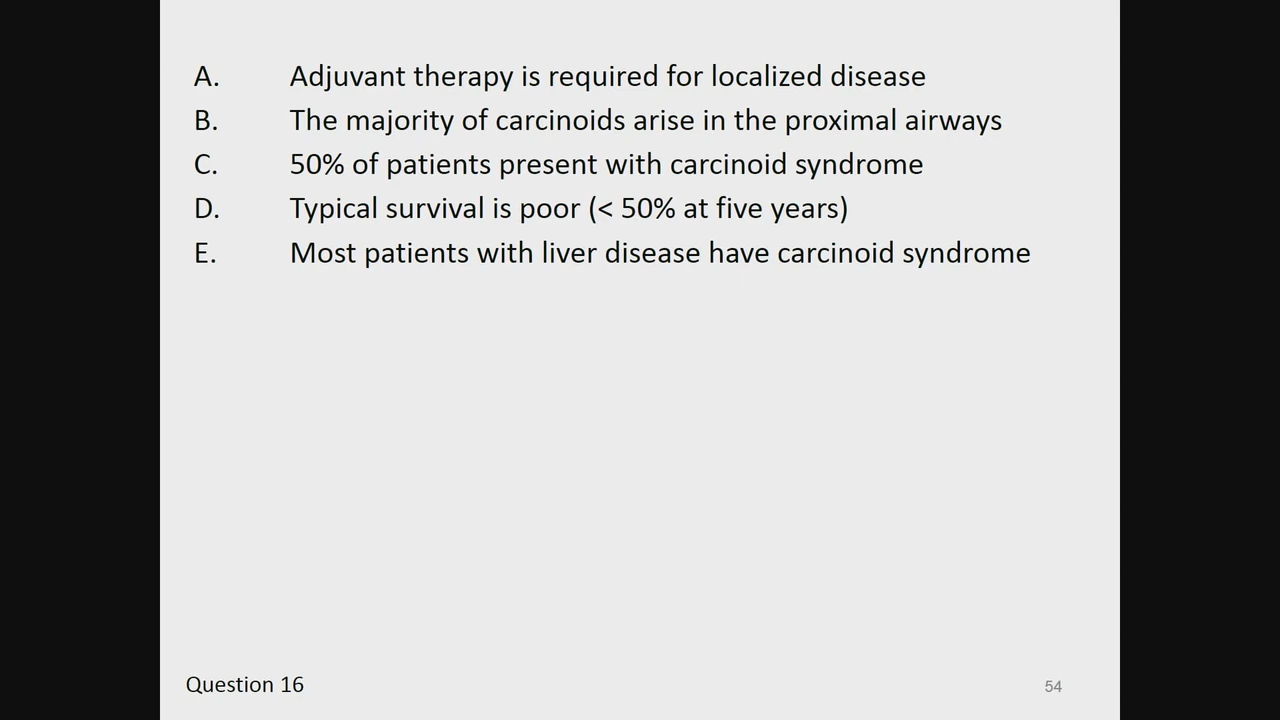 A. Adjuvant therapy is required for localized disease
B. The majority of carcinoids arise in the proximal airways
C. 50% of patients present with carcinoid syndrome
D. Typical survival is poor (< 50% at five years)
E. Most patients with liver disease have carcinoid syndrome
Question 16
54